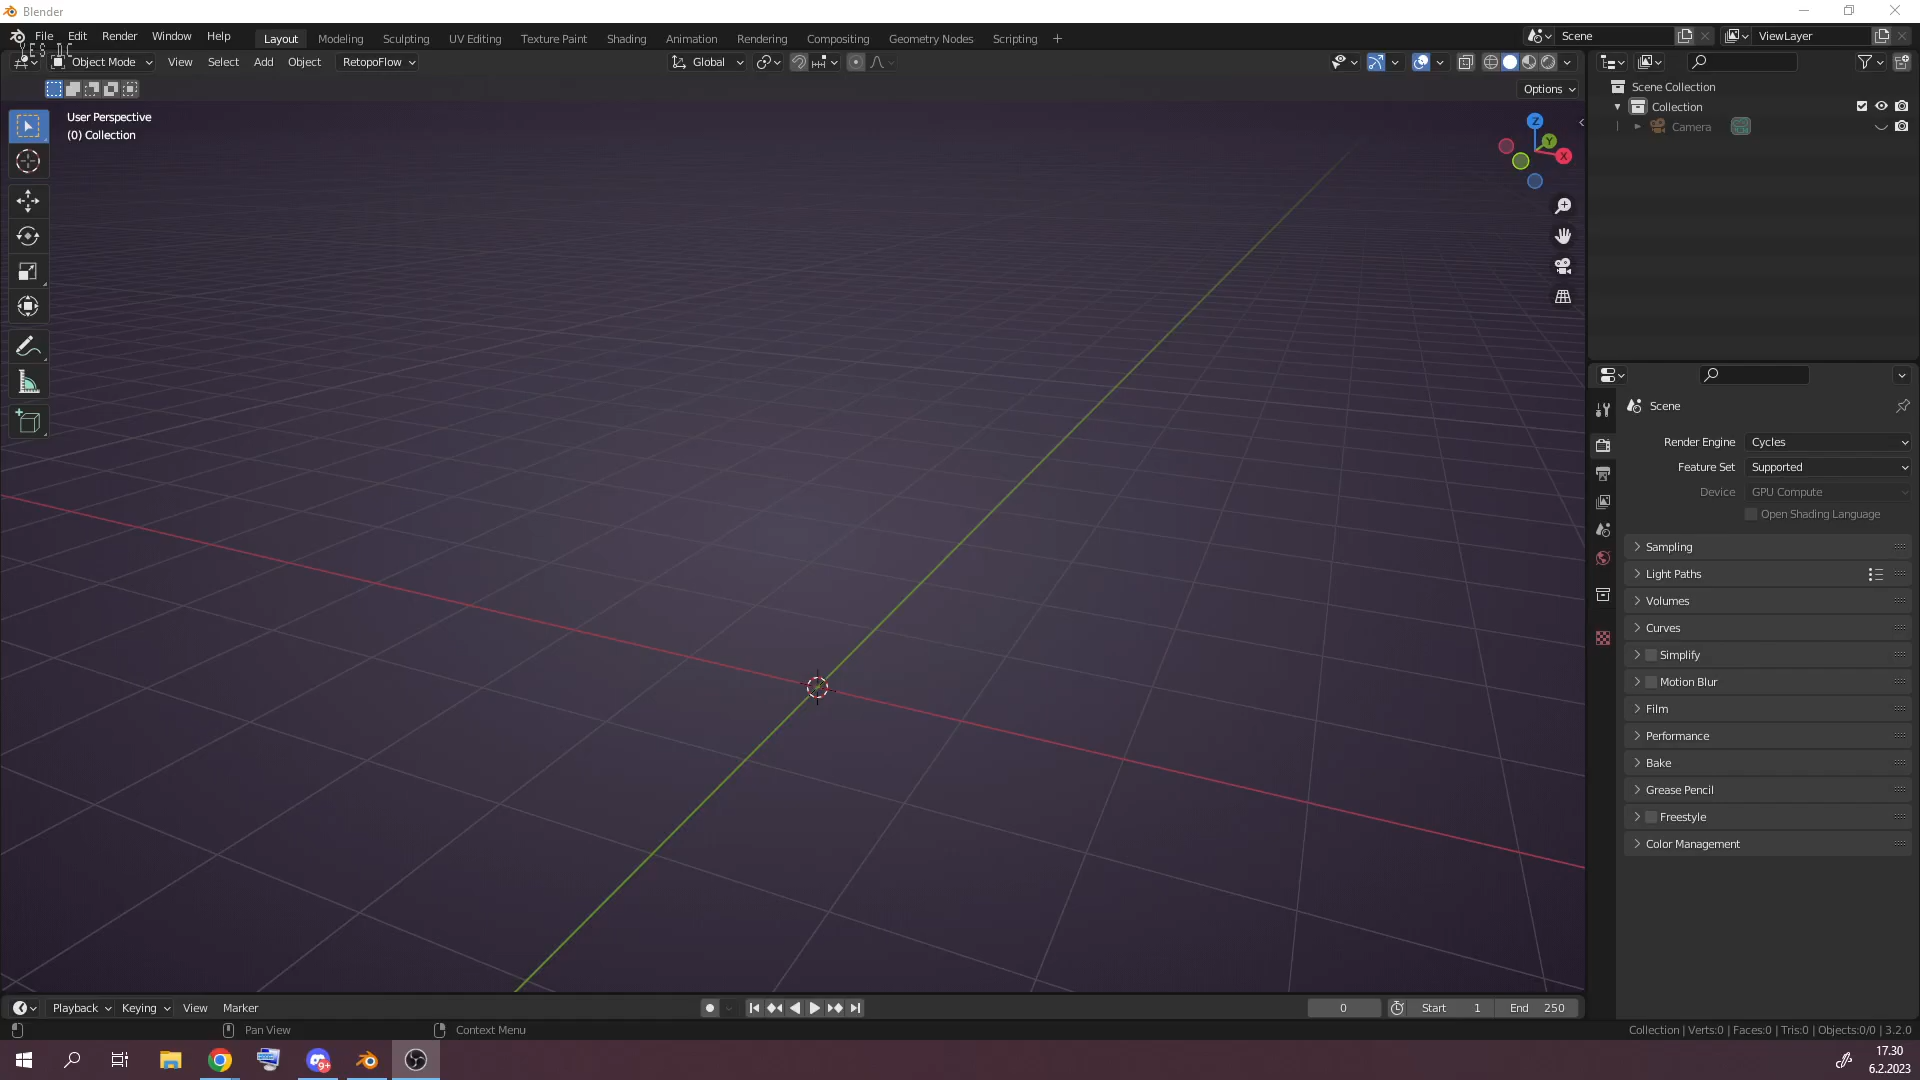 Blender
File Edit Render Window Help
Layout Modeling Sculpting UV Editing Texture Paint Shading Animation Rendering Compositing Geometry Nodes Scripting +
Scene
ViewLayer
Object Mode View Select Add Object RetopoFlow
Global
Options
User Perspective
(0) Collection
Z
Y
X
Scene Collection
Collection
Camera
Scene
Render Engine Cycles
Feature Set Supported
Device GPU Compute
Open Shading Language
Sampling
Light Paths
Volumes
Curves
Simplify
Motion Blur
Film
Performance
Bake
Grease Pencil
Freestyle
Color Management
Playback Keying View Marker
0 Start 1 End 250
Pan View Context Menu
Collection | Verts:0 | Faces:0 | Tris:0 | Objects:0/0 | 3.2.0
9+
17.30
6.2.2023